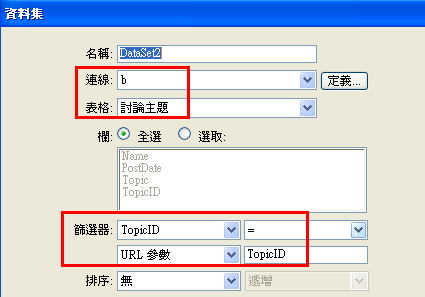 資料集
名稱: DataSet2
連線: b 定義...
表格: 討論主題
欄: 全選 選取:
Name
PostDate
Topic
TopicID
篩選器: TopicID =
URL 參數 TopicID
排序: 無 遞增